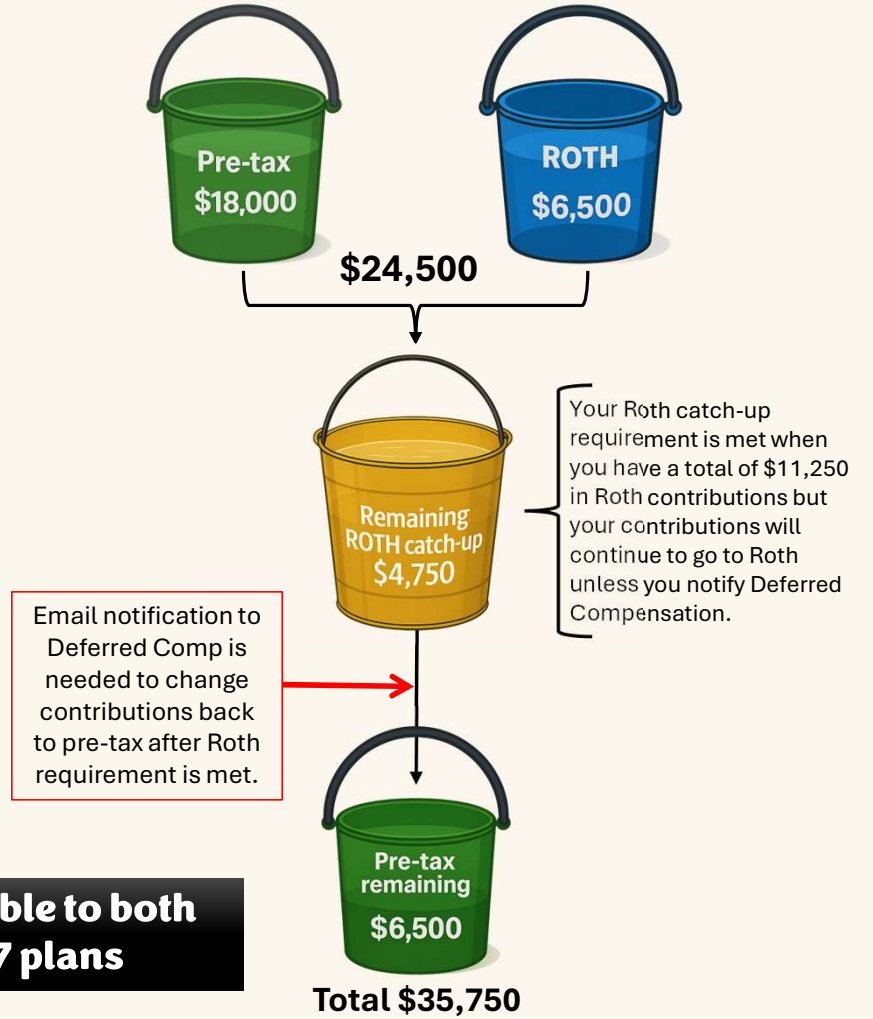 Pre-tax
$18,000
ROTH
$6,500
$24,500
Remaining
ROTH catch-up
$4,750
Your Roth catch-up
requirement is met when
you have a total of $11,250
in Roth contributions but
your contributions will
continue to go to Roth
unless you notify Deferred
Compensation.
Email notification to
Deferred Comp is
needed to change
contributions back
to pre-tax after Roth
requirement is met.
Pre-tax
remaining
$6,500
ble to both
7 plans
Total $35,750